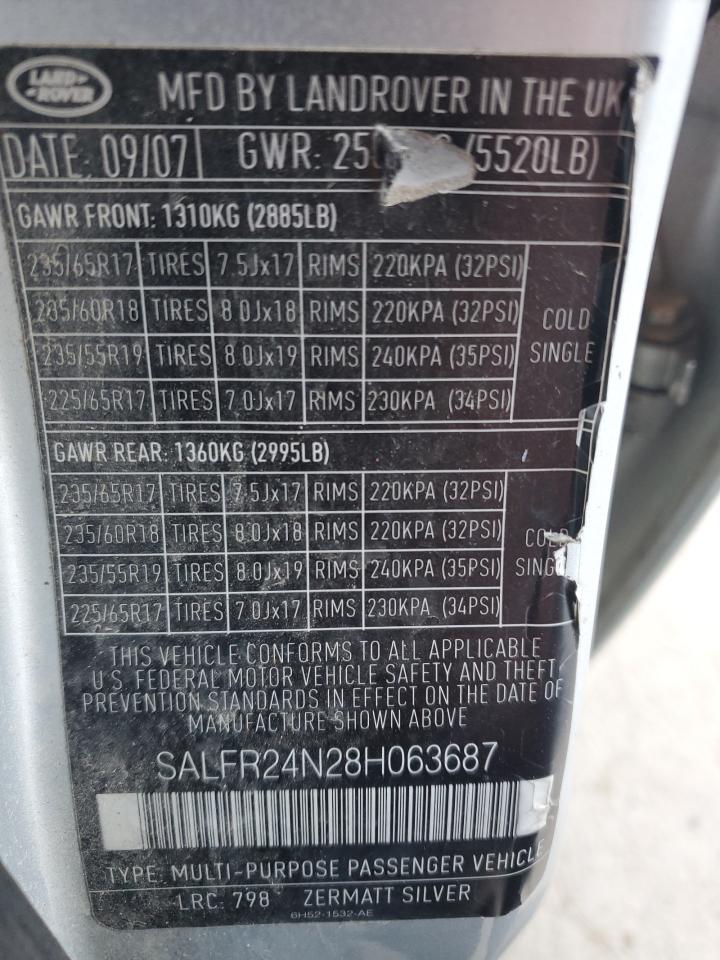 LAND ROVER
MFD BY LANDROVER IN THE UK
DATE: 09/07 GWR: (5520LB)
GAWR FRONT: 1310KG (2885LB)
235/65R17 TIRES 7.5Jx17 RIMS 220KPA (32PSI)
235/60R18 TIRES 8.0Jx18 RIMS 220KPA (32PSI)
235/55R19 TIRES 8.0Jx19 RIMS 240KPA (35PSI)
225/65R17 TIRES 7.0Jx17 RIMS 230KPA (34PSI)
COLD
SINGLE
GAWR REAR: 1360KG (2995LB)
235/65R17 TIRES 7.5Jx17 RIMS 220KPA (32PSI)
235/60R18 TIRES 8.0Jx18 RIMS 220KPA (32PSI)
235/55R19 TIRES 8.0Jx19 RIMS 240KPA (35PSI)
225/65R17 TIRES 7.0Jx17 RIMS 230KPA (34PSI)
COLD
SINGLE
THIS VEHICLE CONFORMS TO ALL APPLICABLE
U.S. FEDERAL MOTOR VEHICLE SAFETY AND THEFT
PREVENTION STANDARDS IN EFFECT ON THE DATE OF
MANUFACTURE SHOWN ABOVE
SALFR24N28H063687
TYPE: MULTI-PURPOSE PASSENGER VEHICLE
LRC: 798 ZERMATT SILVER
6H52-1532-AE